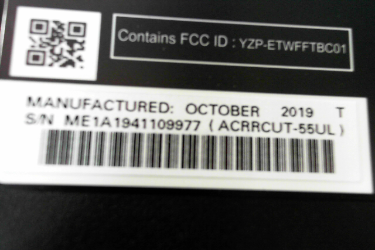 Contains FCC ID : YZP-ETWFFTBC01
MANUFACTURED: OCTOBER 2019 T
S/N ME1A1941109977 ( ACRRCUT-55UL )